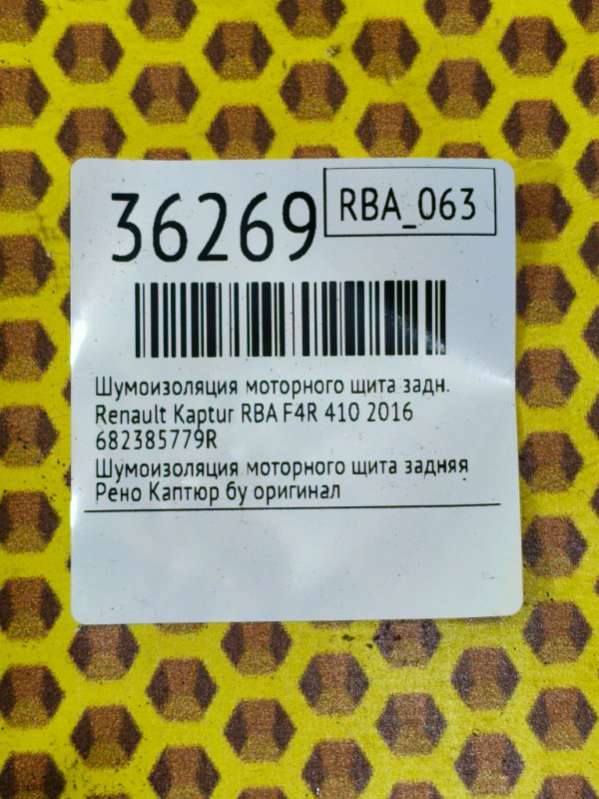 36269
RBA_063
Шумоизоляция моторного щита задн.
Renault Kaptur RBA F4R 410 2016
682385779R
Шумоизоляция моторного щита задняя
Рено Каптюр бу оригинал